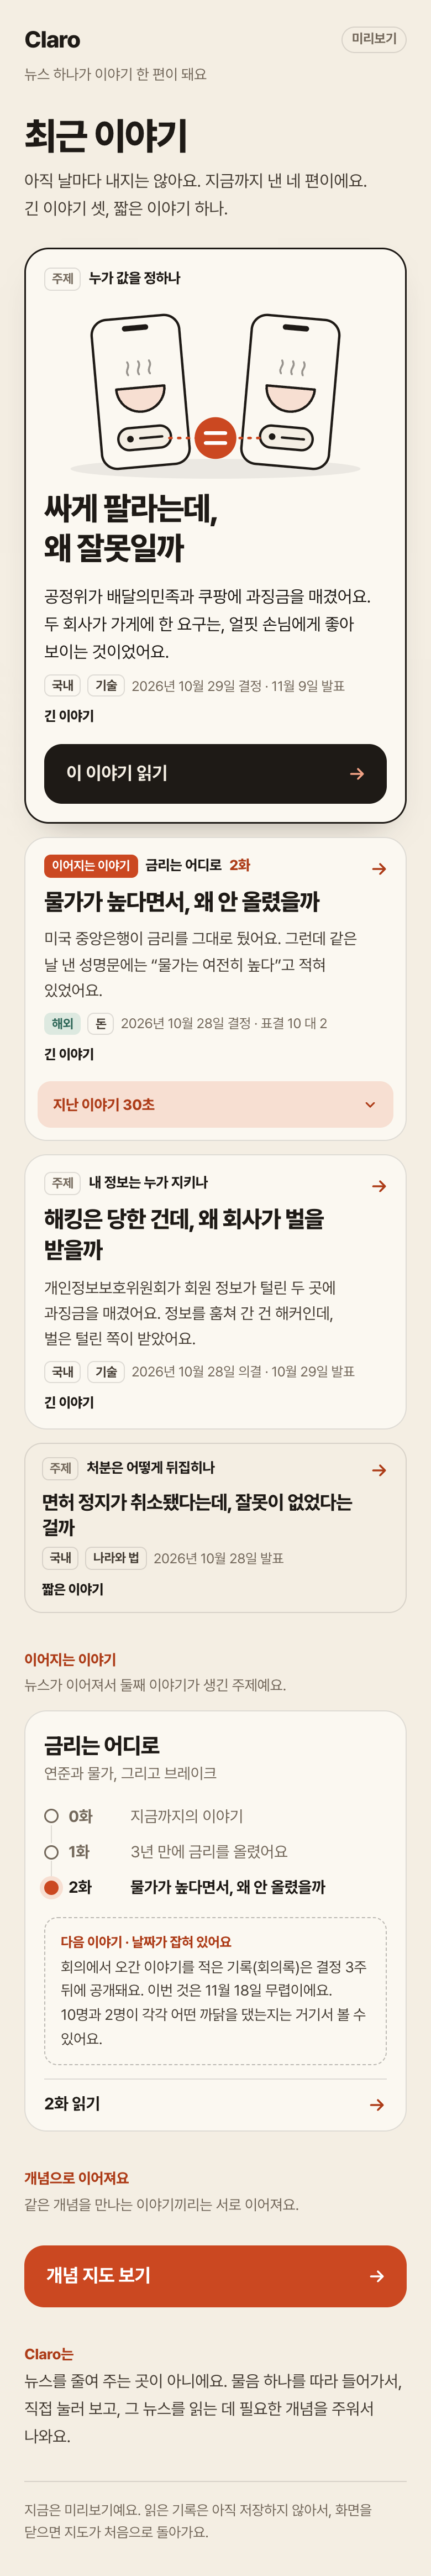 Claro
미리보기
뉴스 하나가 이야기 한 편이 돼요
최근 이야기
아직 날마다 내지는 않아요. 지금까지 낸 네 편이에요.
긴 이야기 셋, 짧은 이야기 하나.
주제 누가 값을 정하나
싸게 팔라는데,
왜 잘못일까
공정위가 배달의민족과 쿠팡에 과징금을 매겼어요.
두 회사가 가게에 한 요구는, 얼핏 손님에게 좋아
보이는 것이었어요.
국내 기술 2026년 10월 29일 결정 · 11월 9일 발표
긴 이야기
이 이야기 읽기 →
이어지는 이야기 금리는 어디로 2화 →
물가가 높다면서, 왜 안 올렸을까
미국 중앙은행이 금리를 그대로 뒀어요. 그런데 같은
날 낸 성명문에는 “물가는 여전히 높다”고 적혀
있었어요.
해외 돈 2026년 10월 28일 결정 · 표결 10 대 2
긴 이야기
지난 이야기 30초
주제 내 정보는 누가 지키나 →
해킹은 당한 건데, 왜 회사가 벌을
받을까
개인정보보호위원회가 회원 정보가 털린 두 곳에
과징금을 매겼어요. 정보를 훔쳐 간 건 해커인데,
벌은 털린 쪽이 받았어요.
국내 기술 2026년 10월 28일 의결 · 10월 29일 발표
긴 이야기
주제 처분은 어떻게 뒤집히나 →
면허 정지가 취소됐다는데, 잘못이 없었다는
걸까
국내 나라와 법 2026년 10월 28일 발표
짧은 이야기
이어지는 이야기
뉴스가 이어져서 둘째 이야기가 생긴 주제예요.
금리는 어디로
연준과 물가, 그리고 브레이크
0화 지금까지의 이야기
1화 3년 만에 금리를 올렸어요
2화 물가가 높다면서, 왜 안 올렸을까
다음 이야기 · 날짜가 잡혀 있어요
회의에서 오간 이야기를 적은 기록(회의록)은 결정 3주
뒤에 공개돼요. 이번 것은 11월 18일 무렵이에요.
10명과 2명이 각각 어떤 까닭을 댔는지는 거기서 볼 수
있어요.
2화 읽기 →
개념으로 이어져요
같은 개념을 만나는 이야기끼리는 서로 이어져요.
개념 지도 보기 →
Claro는
뉴스를 줄여 주는 곳이 아니에요. 물음 하나를 따라 들어가서,
직접 눌러 보고, 그 뉴스를 읽는 데 필요한 개념을 주워서
나와요.
지금은 미리보기예요. 읽은 기록은 아직 저장하지 않아서, 화면을
닫으면 지도가 처음으로 돌아가요.